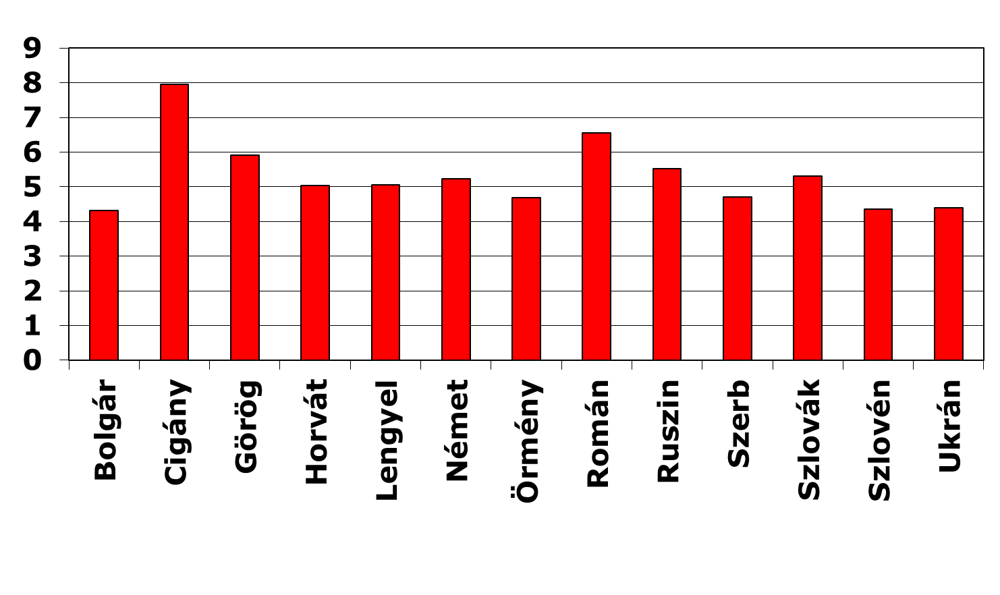 9
8
7
6
5
4
3
2
1
0
Bolgár
Cigány
Görög
Horvát
Lengyel
Német
Örmény
Román
Ruszin
Szerb
Szlovák
Szlovén
Ukrán